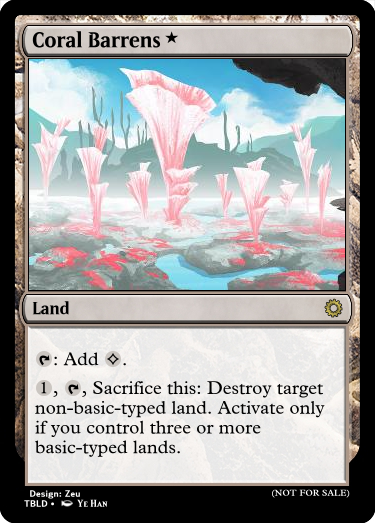 Coral Barrens ★
Land
: Add .
1, , Sacrifice this: Destroy target
non-basic-typed land. Activate only
if you control three or more
basic-typed lands.
Design: Zeu
(NOT FOR SALE)
TBLD • Ye Han